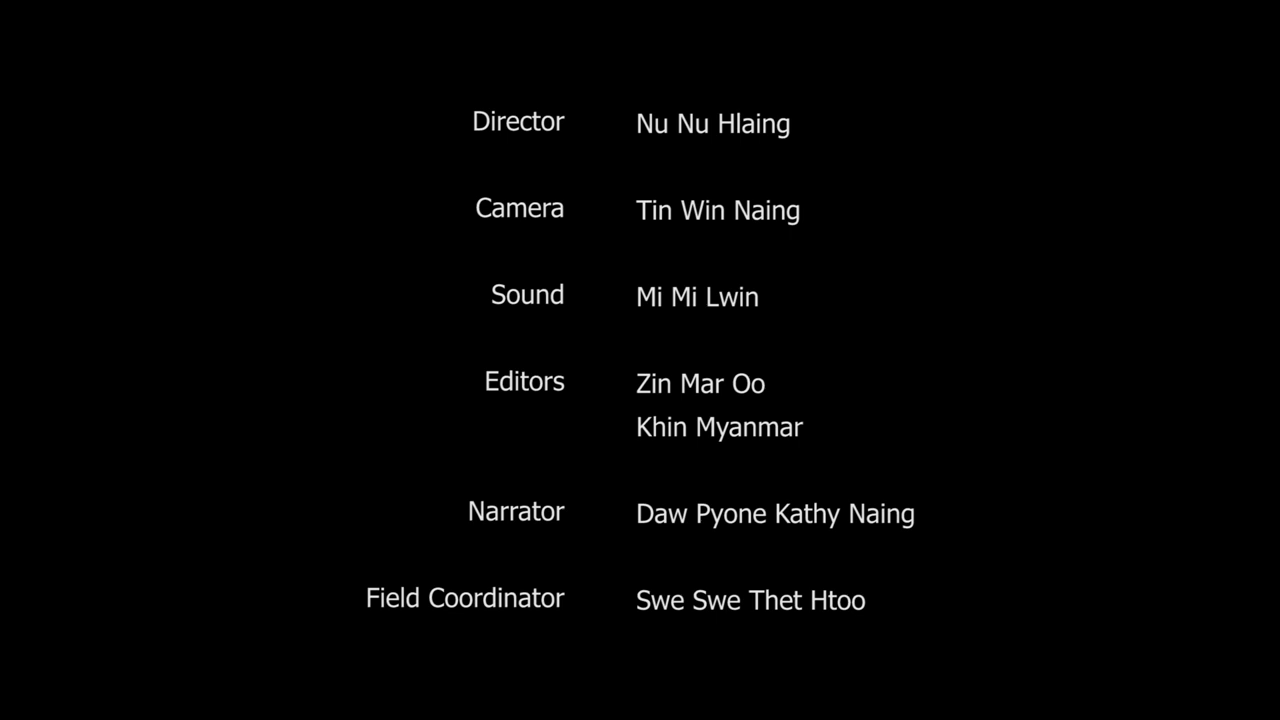 Director Nu Nu Hlaing
Camera Tin Win Naing
Sound Mi Mi Lwin
Editors Zin Mar Oo
Khin Myanmar
Narrator Daw Pyone Kathy Naing
Field Coordinator Swe Swe Thet Htoo